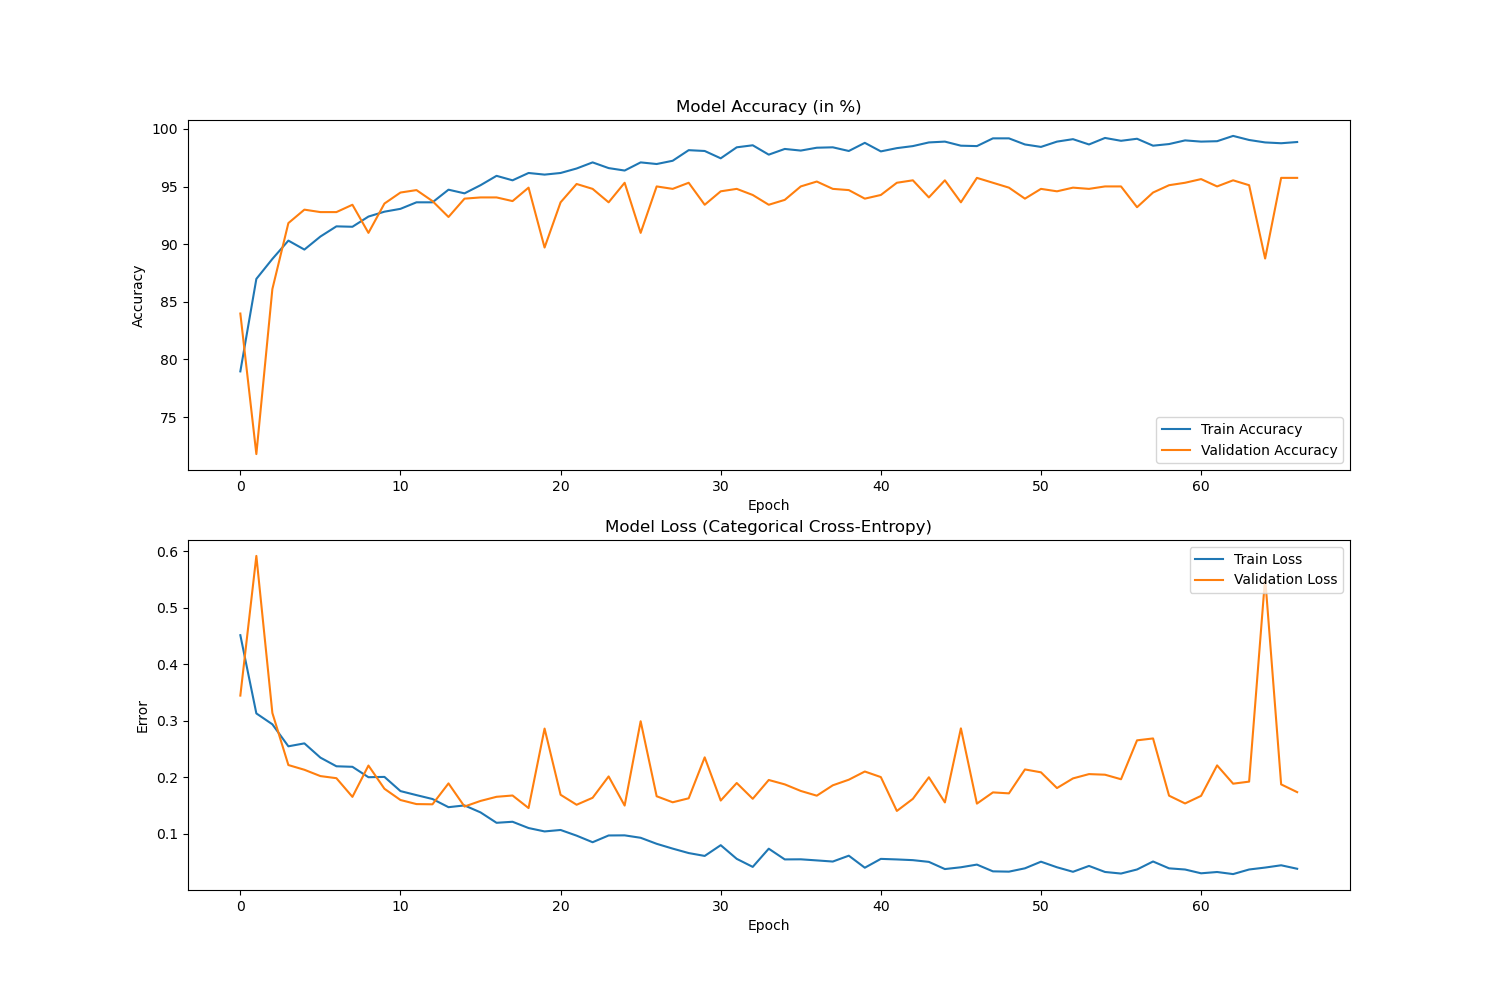 Model Accuracy (in %)
100
95
90
85
80
75
Accuracy
Train Accuracy
Validation Accuracy
0 10 20 30 40 50 60
Epoch
Model Loss (Categorical Cross-Entropy)
0.6
0.5
0.4
0.3
0.2
0.1
Error
Train Loss
Validation Loss
0 10 20 30 40 50 60
Epoch